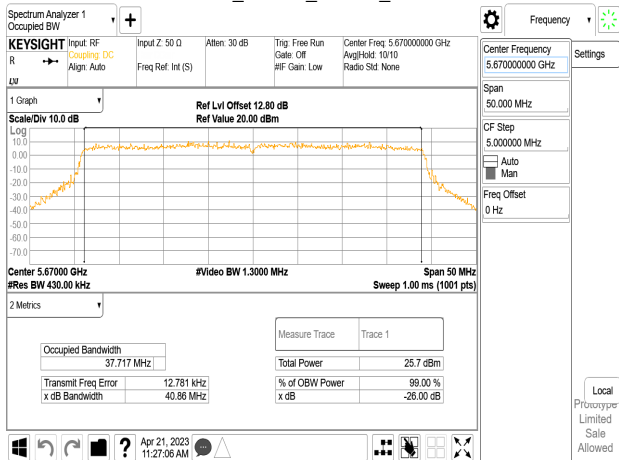 Spectrum Analyzer 1
Occupied BW
Frequency
KEYSIGHT
R
LXI
Input: RF
Coupling: DC
Align: Auto
Input Z: 50 Ω
Freq Ref: Int (S)
Atten: 30 dB
Trig: Free Run
Gate: Off
#IF Gain: Low
Center Freq: 5.670000000 GHz
Avg|Hold: 10/10
Radio Std: None
Center Frequency
5.670000000 GHz
Settings
Span
50.000 MHz
CF Step
5.000000 MHz
Auto
Man
Freq Offset
0 Hz
1 Graph
Scale/Div 10.0 dB
Ref Lvl Offset 12.80 dB
Ref Value 20.00 dBm
Log
10.0
0.00
-10.0
-20.0
-30.0
-40.0
-50.0
-60.0
-70.0
Center 5.67000 GHz
#Video BW 1.3000 MHz
Span 50 MHz
#Res BW 430.00 kHz
Sweep 1.00 ms (1001 pts)
2 Metrics
Measure Trace
Trace 1
Occupied Bandwidth
37.717 MHz
Total Power
25.7 dBm
Transmit Freq Error
12.781 kHz
% of OBW Power
99.00 %
x dB Bandwidth
40.86 MHz
x dB
-26.00 dB
Local
Prototype
Limited
Sale
Allowed
?
Apr 21, 2023
11:27:06 AM